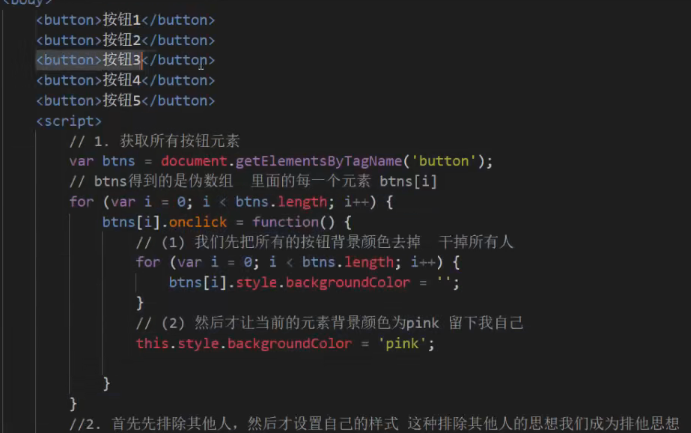 <body>
<button>按钮1</button>
<button>按钮2</button>
<button>按钮3</button>
<button>按钮4</button>
<button>按钮5</button>
<script>
// 1. 获取所有按钮元素
var btns = document.getElementsByTagName('button');
// btns得到的是伪数组 里面的每一个元素 btns[i]
for (var i = 0; i < btns.length; i++) {
btns[i].onclick = function() {
// (1) 我们先把所有的按钮背景颜色去掉 干掉所有人
for (var i = 0; i < btns.length; i++) {
btns[i].style.backgroundColor = '';
}
// (2) 然后才让当前的元素背景颜色为pink 留下我自己
this.style.backgroundColor = 'pink';
}
}
//2. 首先先排除其他人，然后才设置自己的样式 这种排除其他人的思想我们成为排他思想